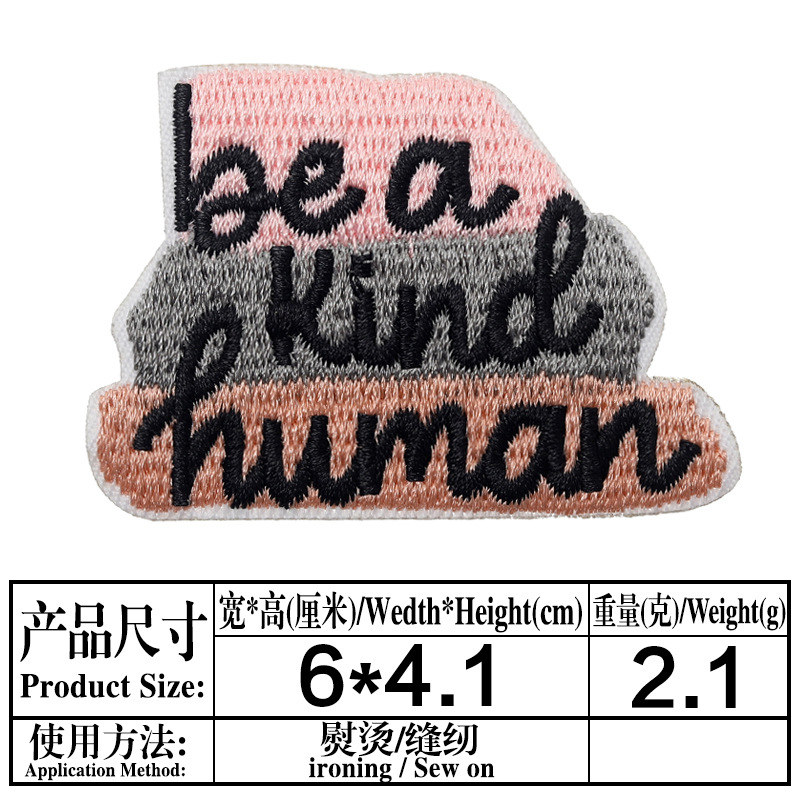 be a
kind
human
产品尺寸
Product Size:
宽*高(厘米)/Wedth*Height(cm)
重量(克)/Weight(g)
6*4.1
2.1
使用方法:
Application Method:
熨烫/缝纫
ironing / Sew on